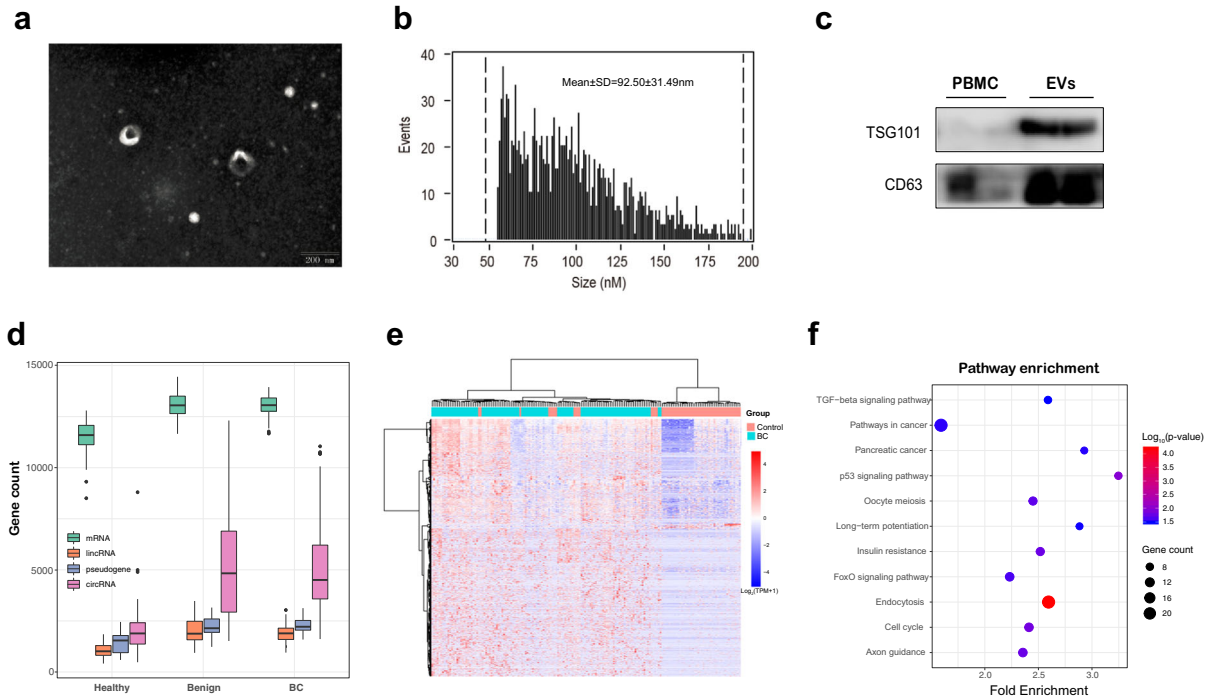 a
200 nm
b
40
30
20
10
0
Events
Mean±SD=92.50±31.49nm
30
50
75
100
125
150
175
200
Size (nM)
c
PBMC
EVs
TSG101
CD63
d
15000
10000
5000
0
Gene count
mRNA
lincRNA
pseudogene
circRNA
Healthy
Benign
BC
e
Group
Control
BC
4
2
0
-2
-4
Log2(TPM+1)
f
Pathway enrichment
TGF-beta signaling pathway
Pathways in cancer
Pancreatic cancer
p53 signaling pathway
Oocyte meiosis
Long-term potentiation
Insulin resistance
FoxO signaling pathway
Endocytosis
Cell cycle
Axon guidance
2.0
2.5
3.0
Fold Enrichment
Log10(p-value)
4.0
3.5
3.0
2.5
2.0
1.5
Gene count
8
12
16
20